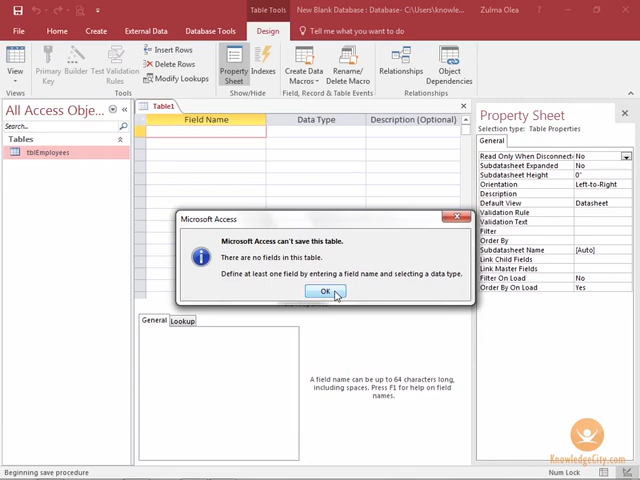 Table Tools
New Blank Database : Database- C:\Users\knowle...
Zulma Olea
File
Home
Create
External Data
Database Tools
Design
Tell me what you want to do
View
Primary Key
Builder
Test Validation Rules
Insert Rows
Delete Rows
Modify Lookups
Property Sheet
Indexes
Create Data Macros
Rename/ Delete Macro
Relationships
Object Dependencies
Views
Tools
Show/Hide
Field, Record & Table Events
Relationships
All Access Obje...
Search...
Tables
tblEmployees
Table1
Field Name
Data Type
Description (Optional)
Microsoft Access
Microsoft Access can't save this table.
There are no fields in this table.
Define at least one field by entering a field name and selecting a data type.
OK
General
Lookup
A field name can be up to 64 characters long,
including spaces. Press F1 for help on field
names.
Property Sheet
Selection type: Table Properties
General
Read Only When Disconnect No
Subdatasheet Expanded No
Subdatasheet Height 0"
Orientation Left-to-Right
Description
Default View Datasheet
Validation Rule
Validation Text
Filter
Order By
Subdatasheet Name [Auto]
Link Child Fields
Link Master Fields
Filter On Load No
Order By On Load Yes
KnowledgeCity.com
Beginning save procedure
Num Lock